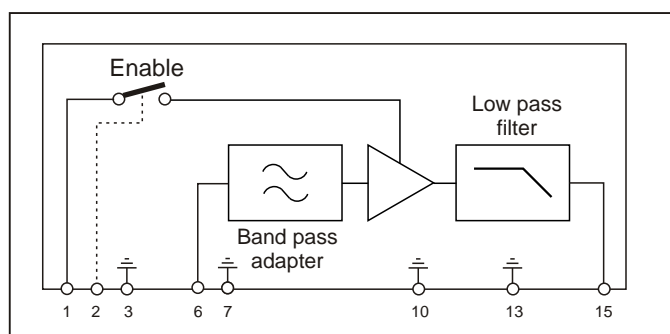 Enable
Low pass
filter
Band pass
adapter
1 2 3 6 7 10 13 15